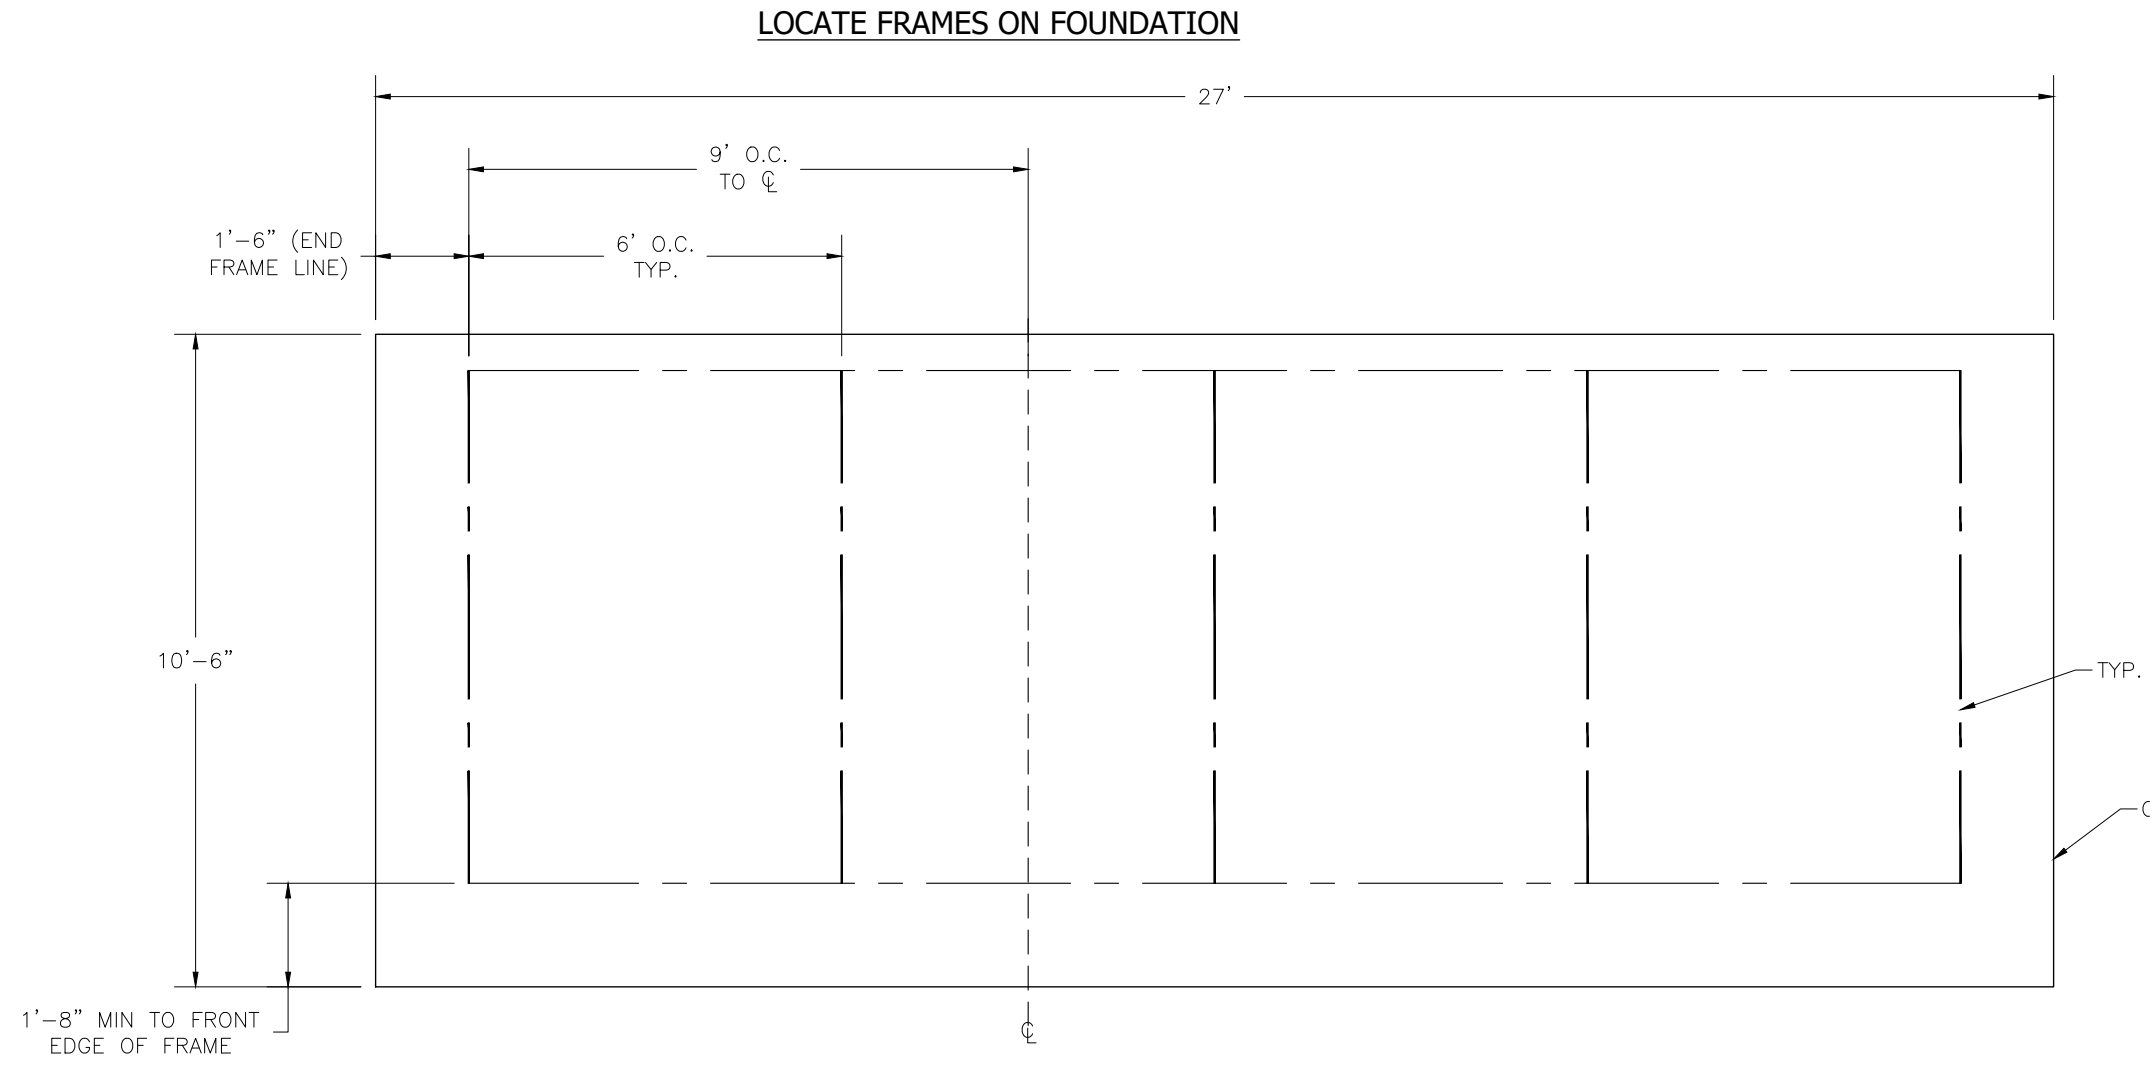 LOCATE FRAMES ON FOUNDATION
27'
9' O.C.
TO ℄
1'-6" (END
FRAME LINE)
6' O.C.
TYP.
10'-6"
TYP.
1'-8" MIN TO FRONT
EDGE OF FRAME
℄